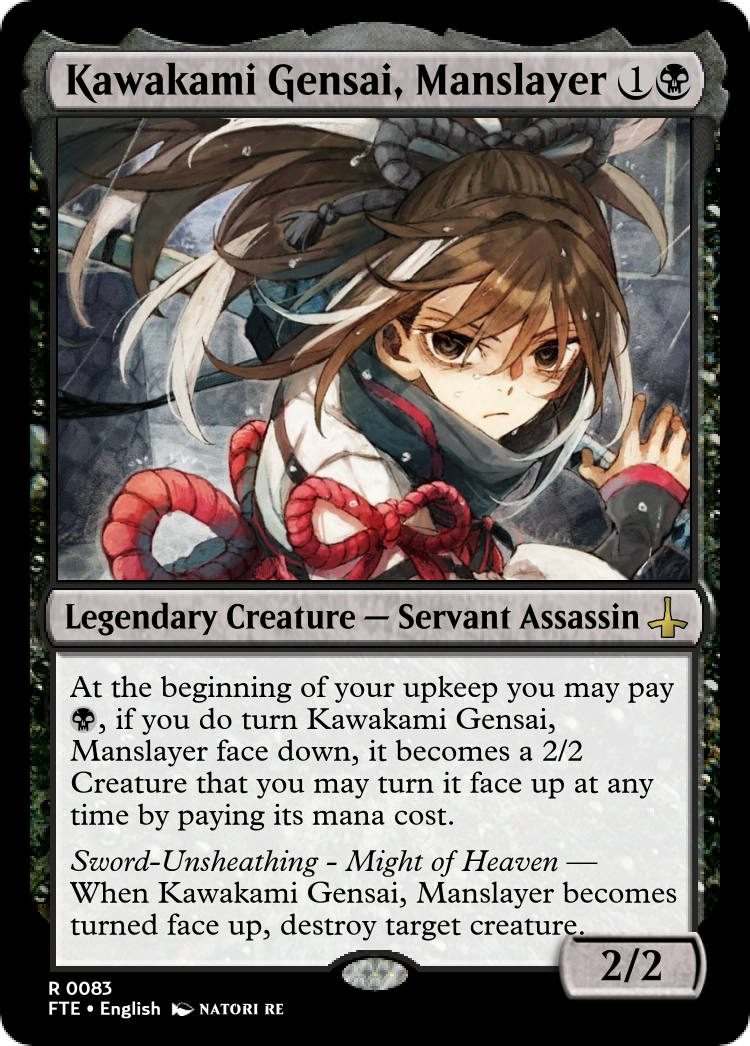 Kawakami Gensai, Manslayer 1
Legendary Creature — Servant Assassin
At the beginning of your upkeep you may pay
, if you do turn Kawakami Gensai,
Manslayer face down, it becomes a 2/2
Creature that you may turn it face up at any
time by paying its mana cost.
Sword-Unsheathing - Might of Heaven —
When Kawakami Gensai, Manslayer becomes
turned face up, destroy target creature.
2/2
R 0083
FTE • English NATORI RE